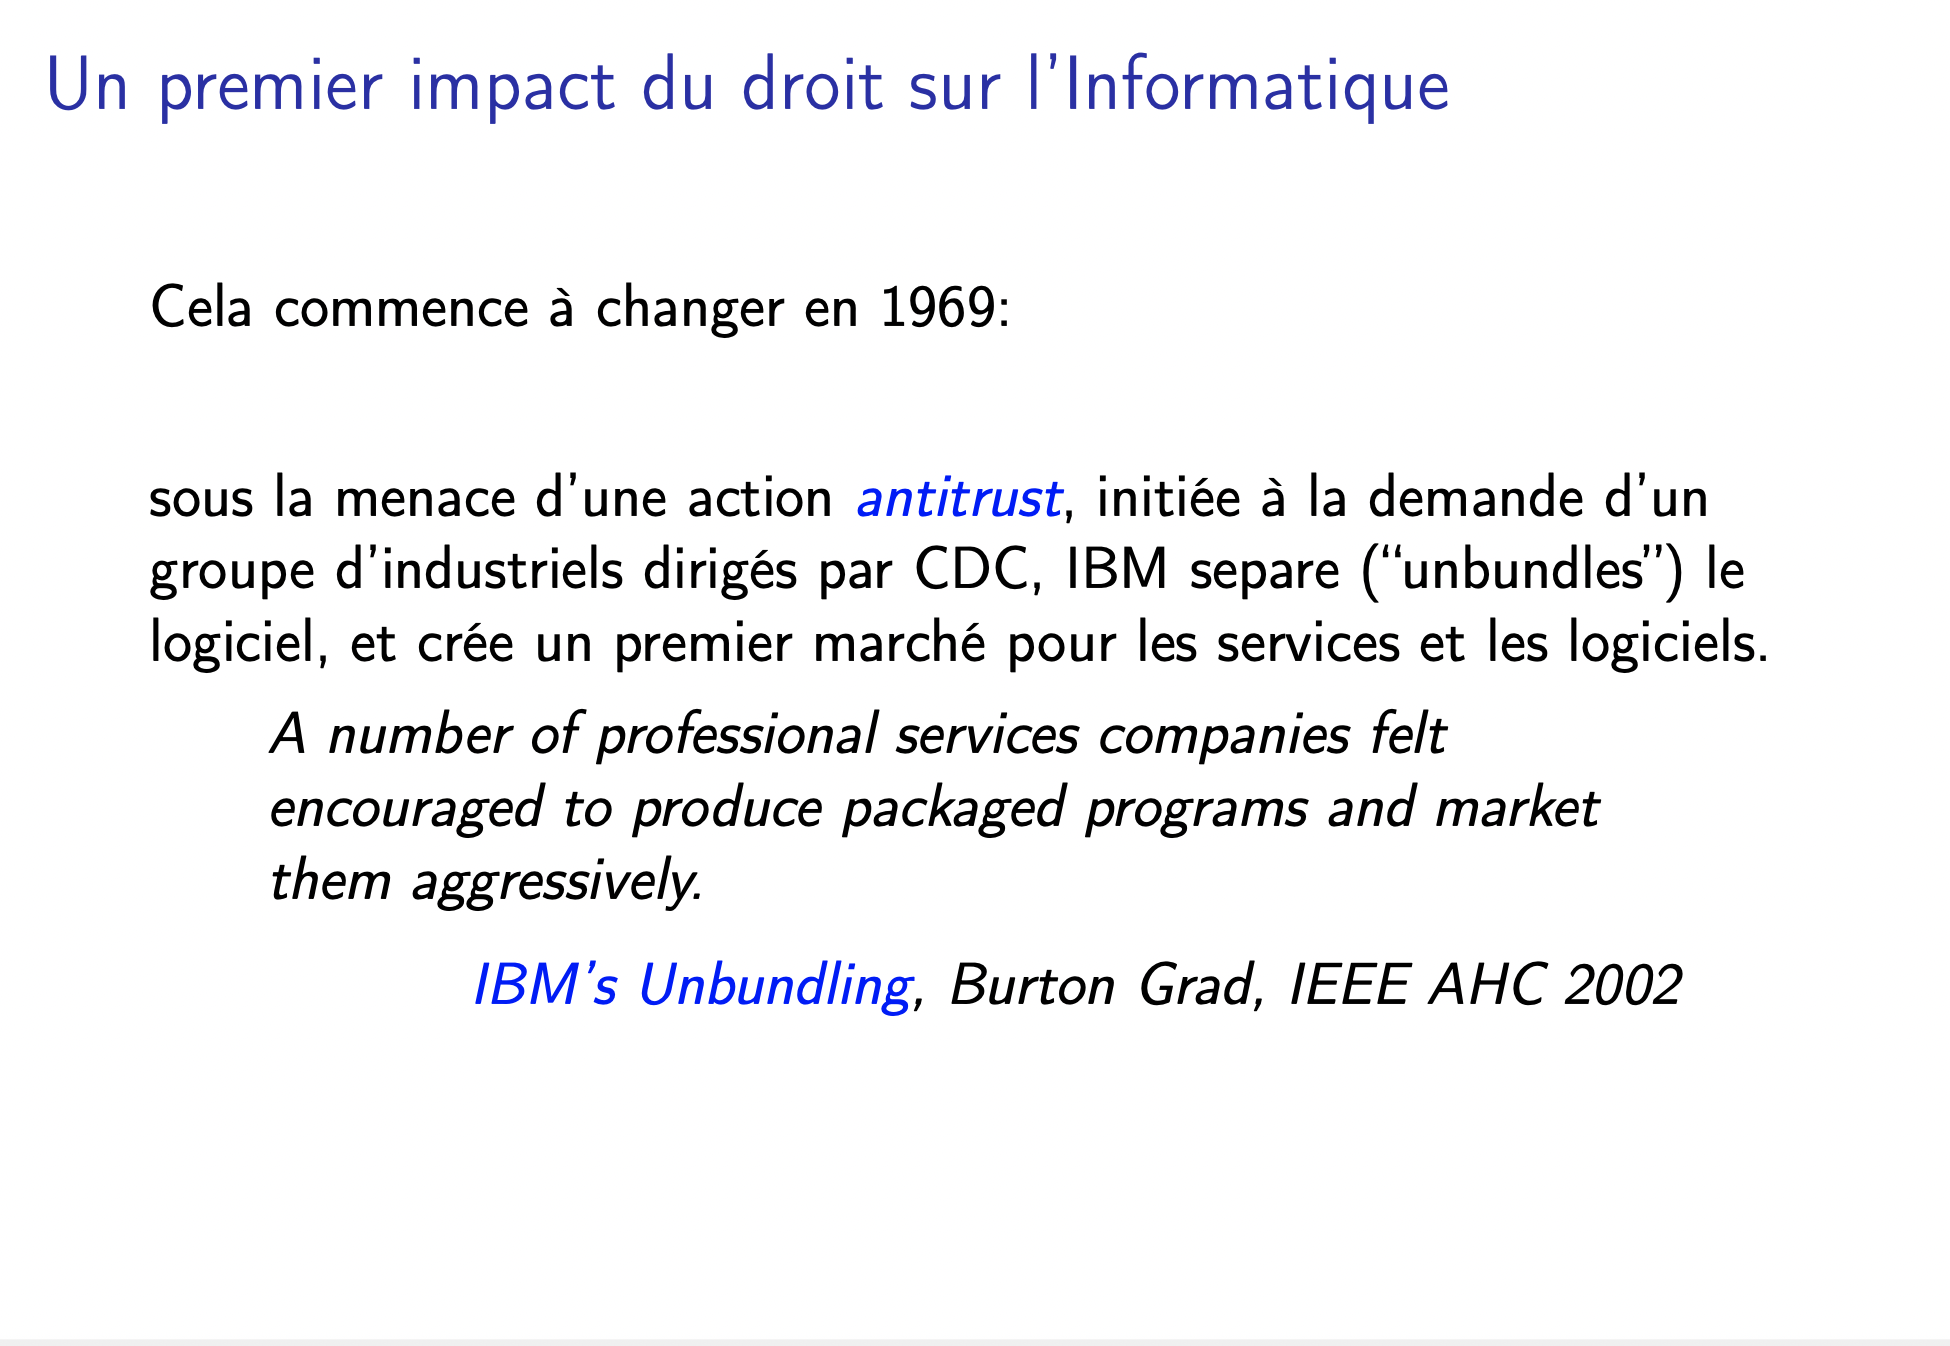 Un premier impact du droit sur l'Informatique
Cela commence à changer en 1969:
sous la menace d'une action antitrust, initiée à la demande d'un
groupe d'industriels dirigés par CDC, IBM separe (“unbundles”) le
logiciel, et crée un premier marché pour les services et les logiciels.
A number of professional services companies felt
encouraged to produce packaged programs and market
them aggressively.
IBM's Unbundling, Burton Grad, IEEE AHC 2002